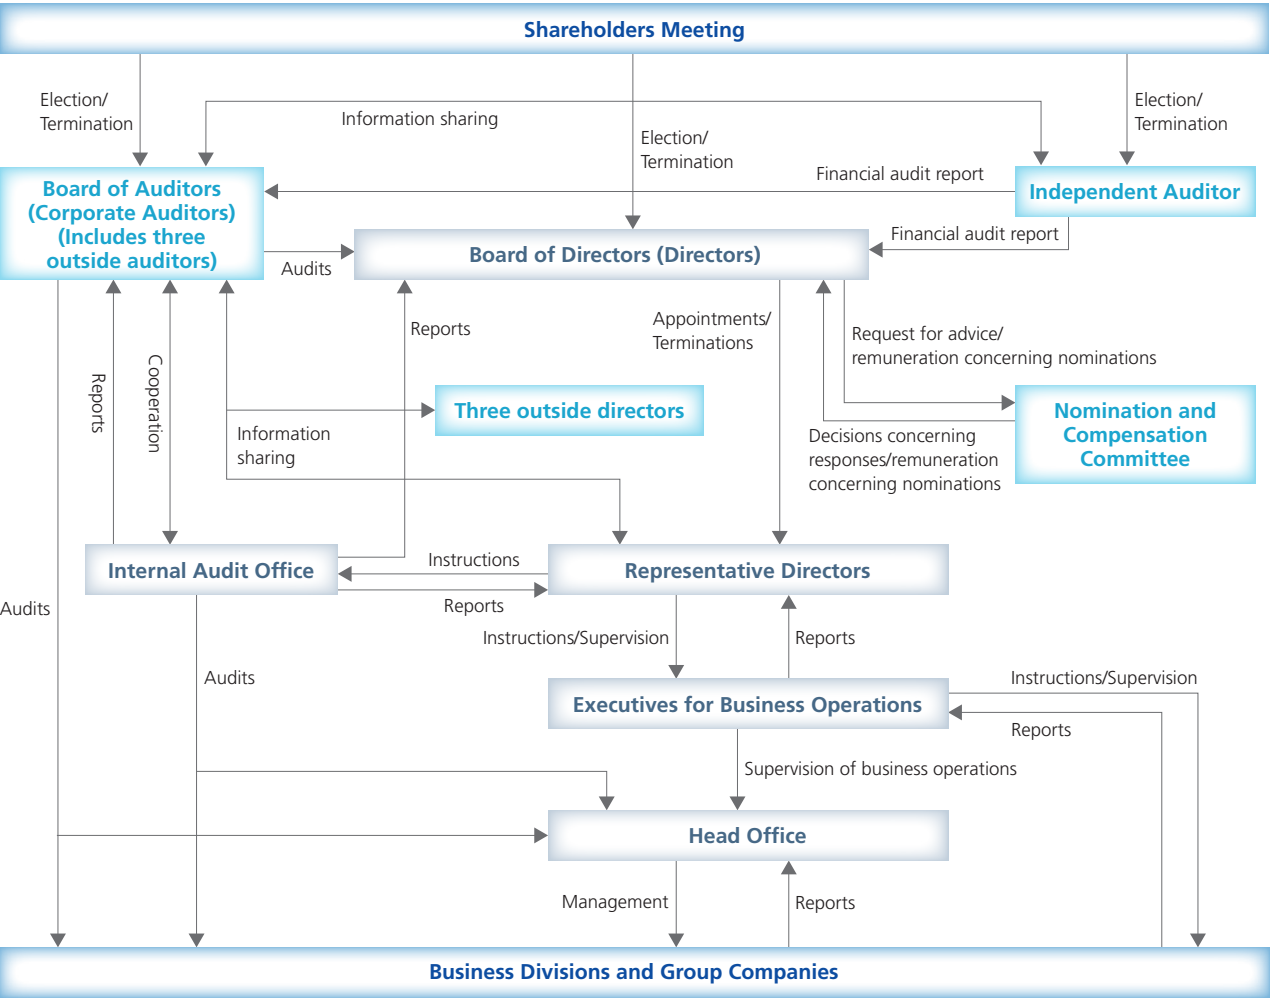 Shareholders Meeting
Election/
Termination
Information sharing
Election/
Termination
Election/
Termination
Financial audit report
Board of Auditors
(Corporate Auditors)
(Includes three
outside auditors)
Independent Auditor
Financial audit report
Audits
Board of Directors (Directors)
Reports
Appointments/
Terminations
Request for advice/
remuneration concerning nominations
Reports
Cooperation
Three outside directors
Information
sharing
Decisions concerning
responses/remuneration
concerning nominations
Nomination and
Compensation
Committee
Internal Audit Office
Instructions
Reports
Representative Directors
Audits
Instructions/Supervision
Reports
Audits
Executives for Business Operations
Instructions/Supervision
Reports
Supervision of business operations
Head Office
Management
Reports
Business Divisions and Group Companies